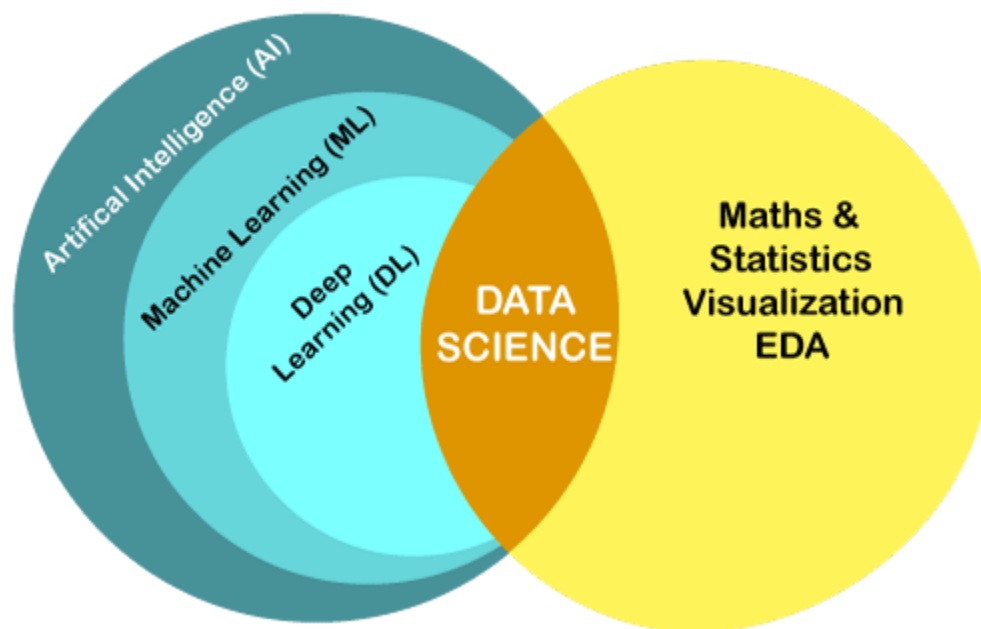 Artifical Intelligence (AI)
Machine Learning (ML)
Deep
Learning (DL)
DATA
SCIENCE
Maths &
Statistics
Visualization
EDA